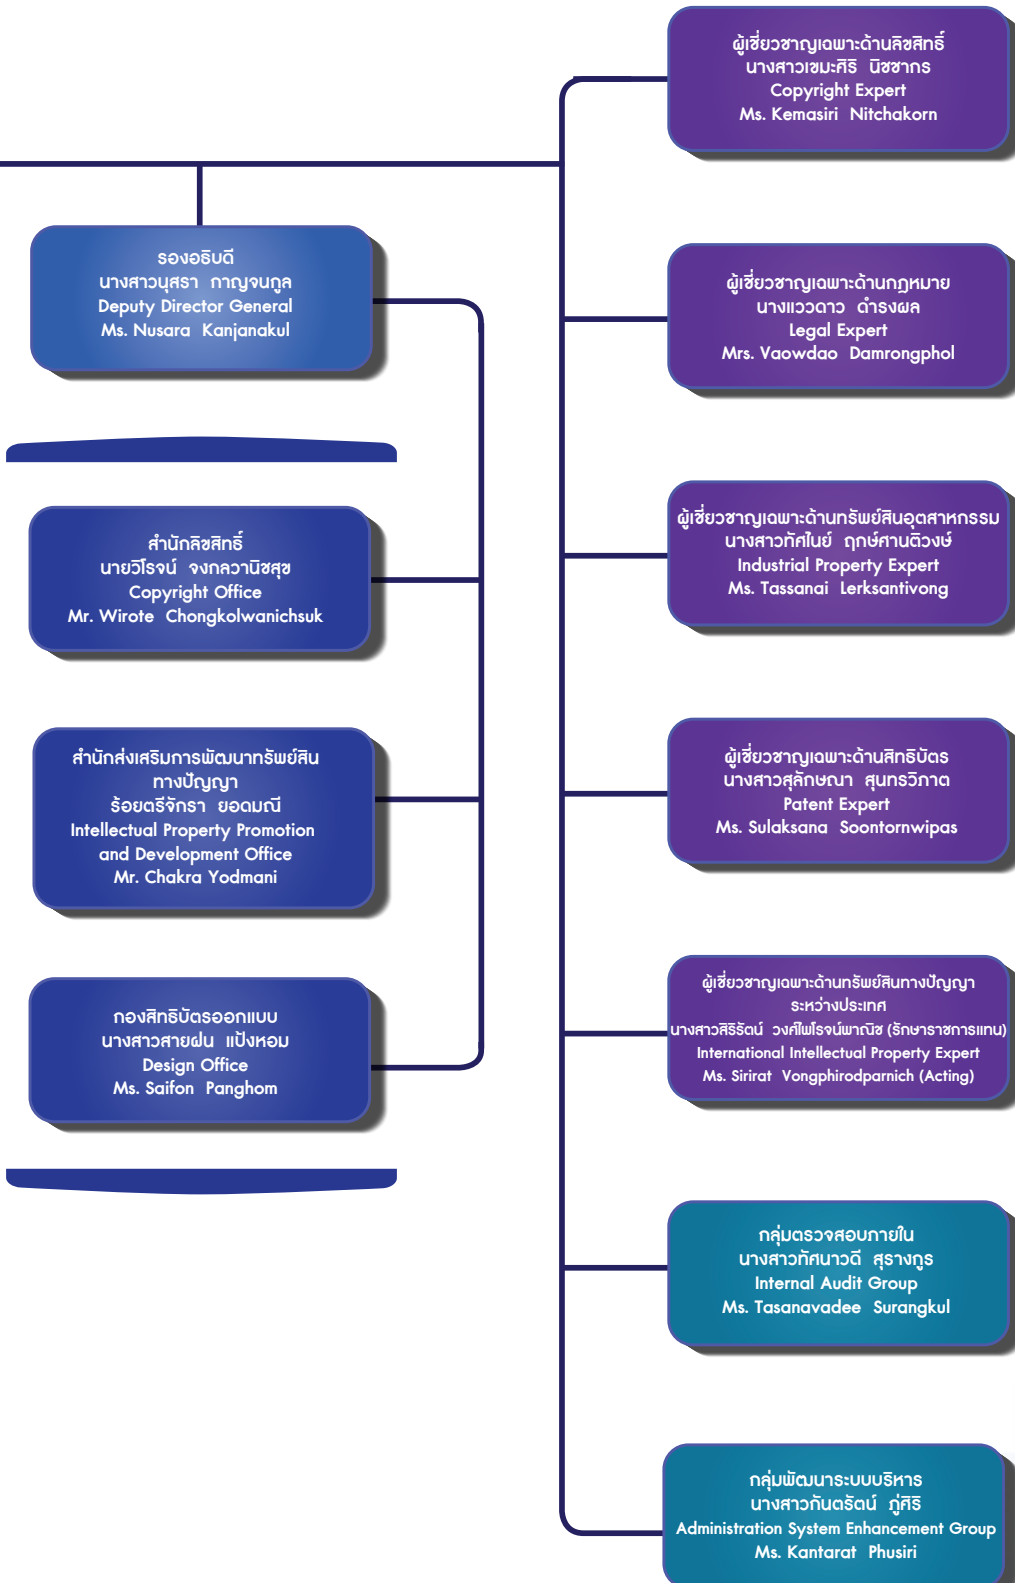 รองอธิบดี
นางสาวนุสรา กาญจนกูล
Deputy Director General
Ms. Nusara Kanjanakul
สำนักลิขสิทธิ์
นายวิโรจน์ จงกลวานิชสุข
Copyright Office
Mr. Wirote Chongkolwanichsuk
สำนักส่งเสริมการพัฒนาทรัพย์สิน
ทางปัญญา
ร้อยตรีจักรา ยอดมณี
Intellectual Property Promotion
and Development Office
Mr. Chakra Yodmani
กองสิทธิบัตรออกแบบ
นางสาวสายฝน แป้งหอม
Design Office
Ms. Saifon Panghom
ผู้เชี่ยวชาญเฉพาะด้านลิขสิทธิ์
นางสาวเขมะศิริ นิชชากร
Copyright Expert
Ms. Kemasiri Nitchakorn
ผู้เชี่ยวชาญเฉพาะด้านกฎหมาย
นางแววดาว ดำรงผล
Legal Expert
Mrs. Vaowdao Damrongphol
ผู้เชี่ยวชาญเฉพาะด้านทรัพย์สินอุตสาหกรรม
นางสาวทัศไนย์ ฤกษ์ศานติวงษ์
Industrial Property Expert
Ms. Tassanai Lerksantivong
ผู้เชี่ยวชาญเฉพาะด้านสิทธิบัตร
นางสาวสุลักษณา สุนทรวิภาต
Patent Expert
Ms. Sulaksana Soontornwipas
ผู้เชี่ยวชาญเฉพาะด้านทรัพย์สินทางปัญญา
ระหว่างประเทศ
นางสาวสิริรัตน์ วงศ์ไพโรจน์พาณิช (รักษาราชการแทน)
International Intellectual Property Expert
Ms. Sirirat Vongphirodparnich (Acting)
กลุ่มตรวจสอบภายใน
นางสาวทัศนาวดี สุรางกูร
Internal Audit Group
Ms. Tasanavadee Surangkul
กลุ่มพัฒนาระบบบริหาร
นางสาวกันตรัตน์ ภู่ศิริ
Administration System Enhancement Group
Ms. Kantarat Phusiri